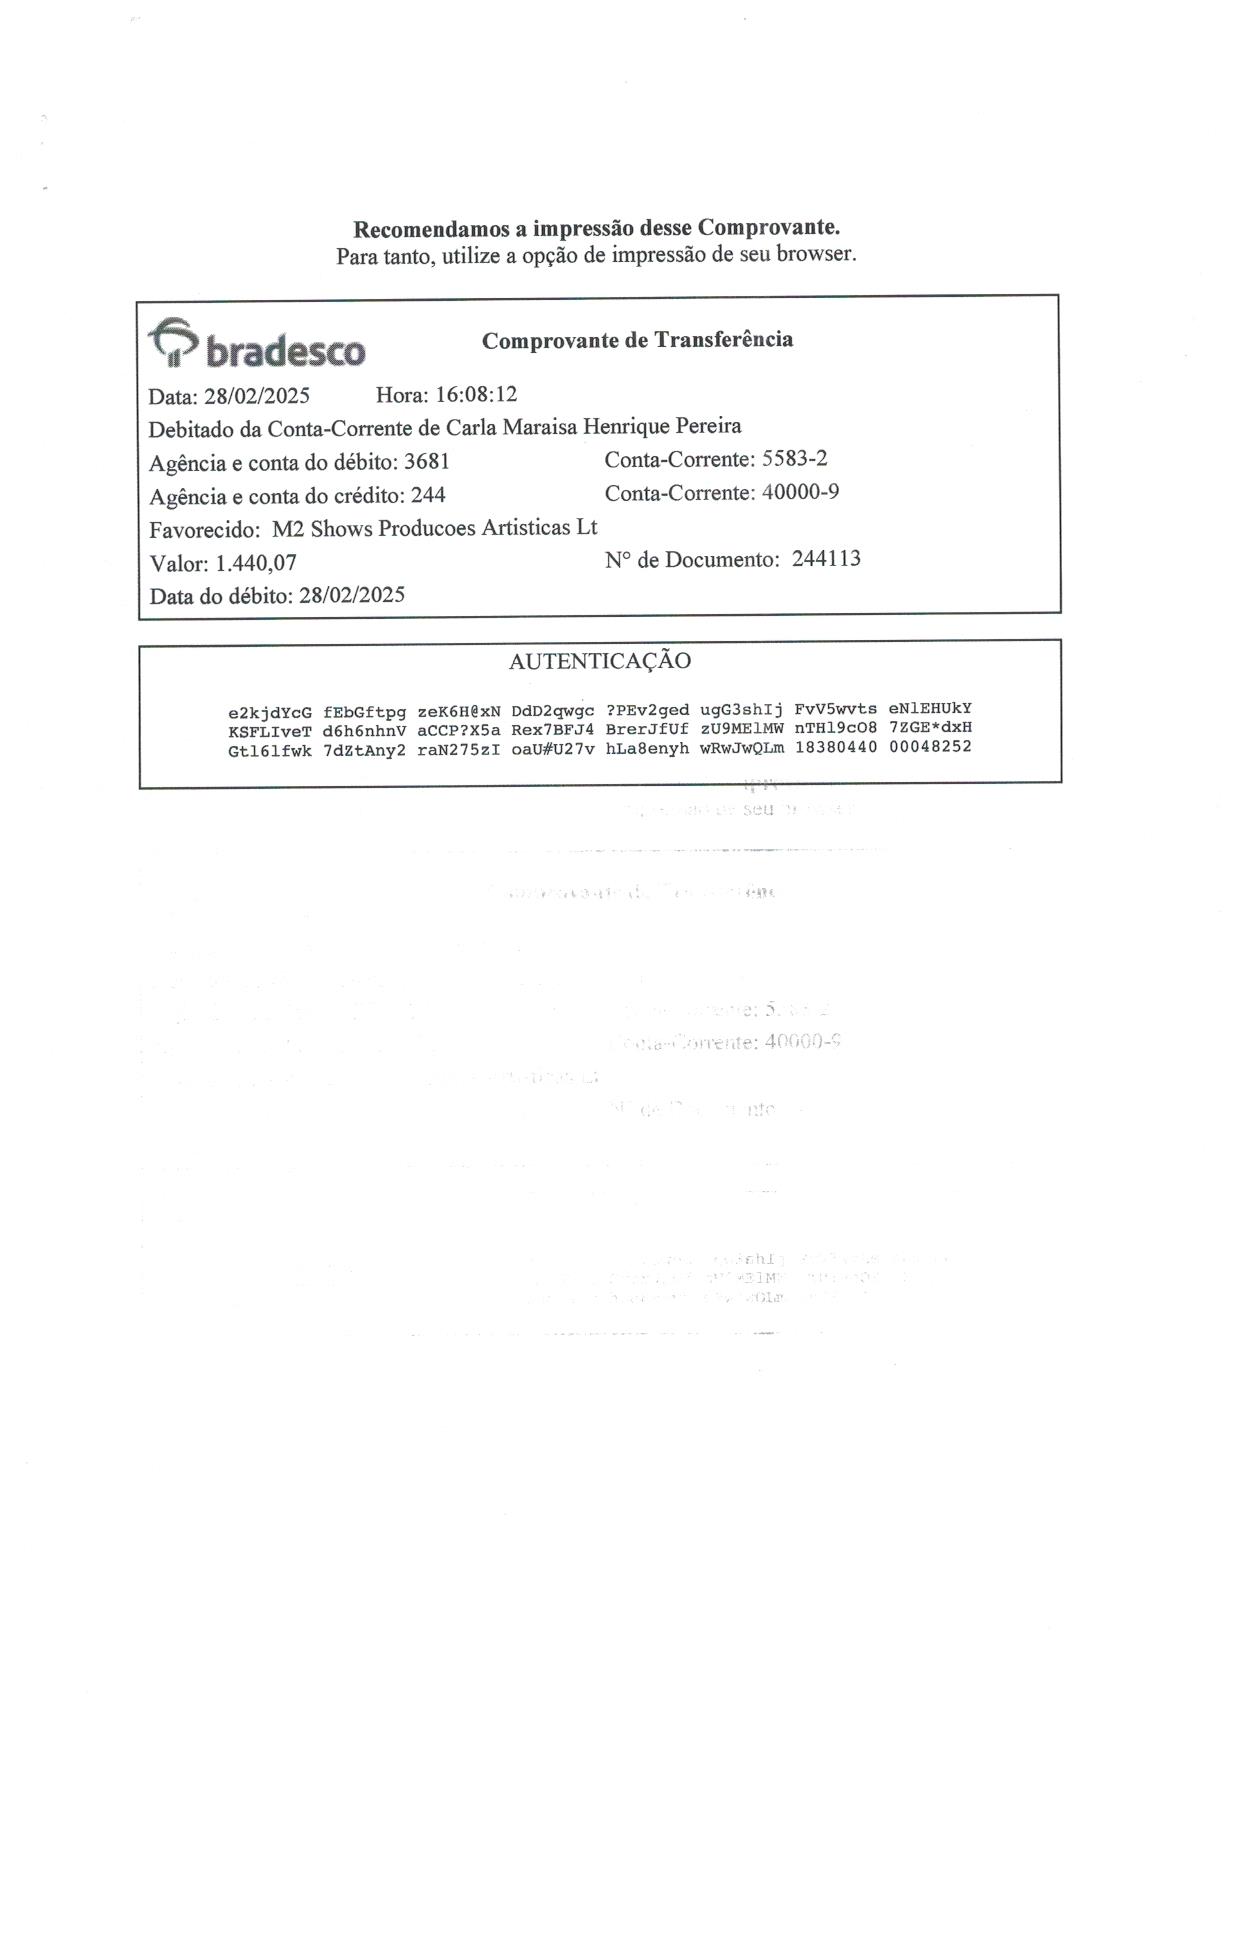 Recomendamos a impressão desse Comprovante.
Para tanto, utilize a opção de impressão de seu browser.
bradesco
Comprovante de Transferência
Data: 28/02/2025 Hora: 16:08:12
Debitado da Conta-Corrente de Carla Maraisa Henrique Pereira
Agência e conta do débito: 3681 Conta-Corrente: 5583-2
Agência e conta do crédito: 244 Conta-Corrente: 40000-9
Favorecido: M2 Shows Producoes Artisticas Lt
Valor: 1.440,07 N° de Documento: 244113
Data do débito: 28/02/2025
AUTENTICAÇÃO
e2kjdYcG fEbGftpg zeK6H@xN DdD2qwgc ?PEv2ged ugG3shIj FvV5wvts eNlEHUkY
KSFLIveT d6h6nhnV aCCP?X5a Rex7BFJ4 BrerJfUf zU9MElMW nTHl9cO8 7ZGE*dxH
Gtl6lfwk 7dZtAny2 raN275zI oaU#U27v hLa8enyh wRwJwQLm 18380440 00048252
seu
Conta-Corrente: 40000-9